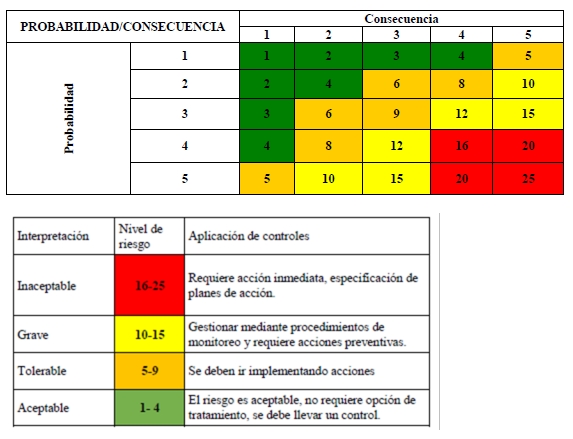 PROBABILIDAD/CONSECUENCIA
Consecuencia
1 2 3 4 5
Probabilidad
1 1 2 3 4 5
2 2 4 6 8 10
3 3 6 9 12 15
4 4 8 12 16 20
5 5 10 15 20 25
Interpretación Nivel de riesgo Aplicación de controles
Inaceptable 16-25 Requiere acción inmediata, especificación de
planes de acción.
Grave 10-15 Gestionar mediante procedimientos de
monitoreo y requiere acciones preventivas.
Tolerable 5-9 Se deben ir implementando acciones
Aceptable 1- 4 El riesgo es aceptable, no requiere opción de
tratamiento, se debe llevar un control.